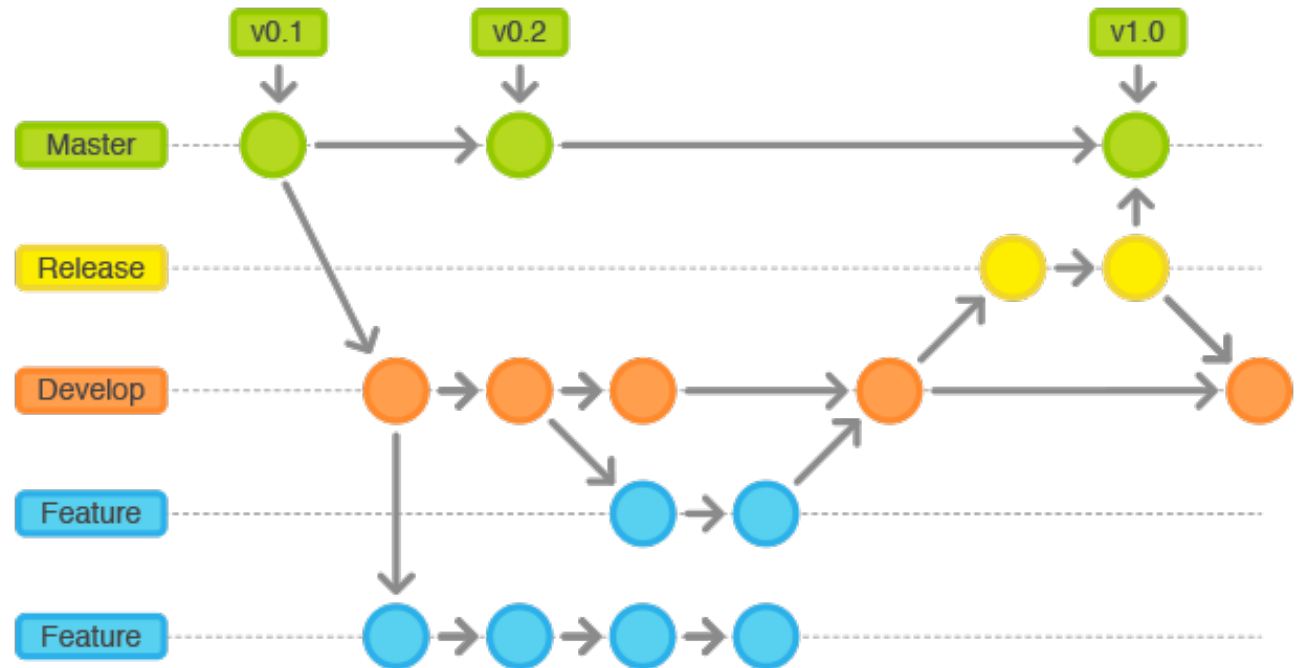 v0.1
v0.2
v1.0
Master
Release
Develop
Feature
Feature